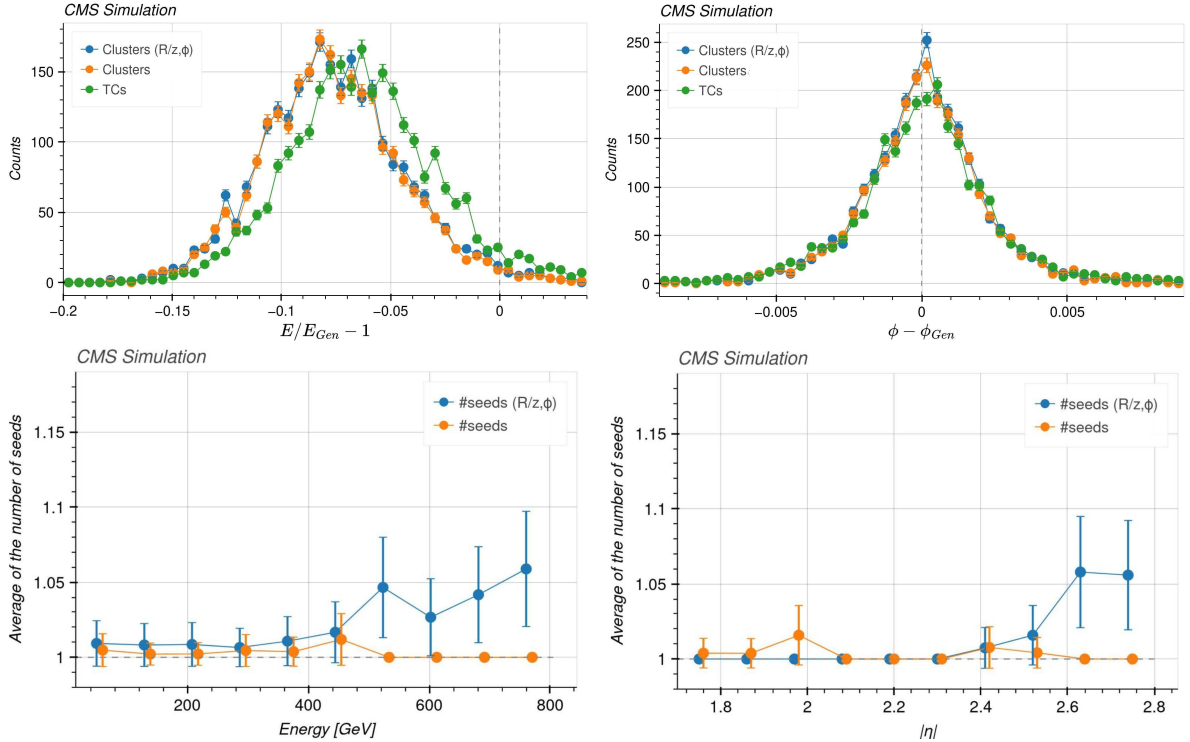 CMS Simulation
Clusters (R/z,ϕ)
Clusters
TCs
Counts
150
100
50
0
−0.2
−0.15
−0.1
−0.05
0
E/E_Gen − 1
CMS Simulation
Clusters (R/z,ϕ)
Clusters
TCs
Counts
250
200
150
100
50
0
−0.005
0
0.005
ϕ − ϕ_Gen
CMS Simulation
#seeds (R/z,ϕ)
#seeds
Average of the number of seeds
1.15
1.1
1.05
1
200
400
600
800
Energy [GeV]
CMS Simulation
#seeds (R/z,ϕ)
#seeds
Average of the number of seeds
1.15
1.1
1.05
1
1.8
2
2.2
2.4
2.6
2.8
|η|